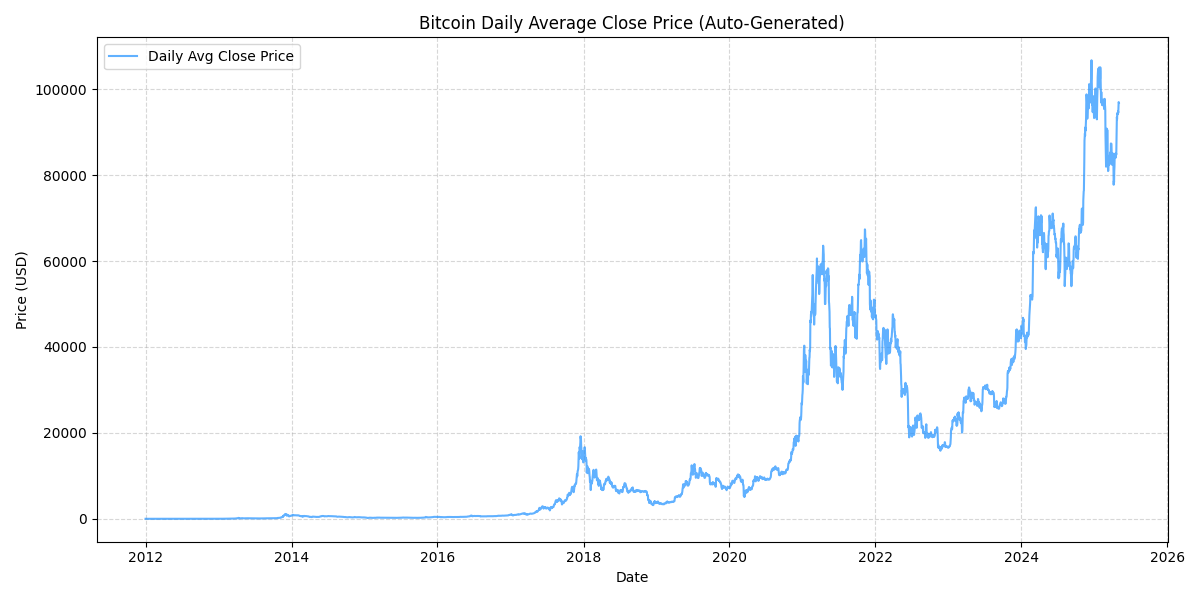 Bitcoin Daily Average Close Price (Auto-Generated)
Daily Avg Close Price
Price (USD)
100000
80000
60000
40000
20000
0
2012 2014 2016 2018 2020 2022 2024 2026
Date